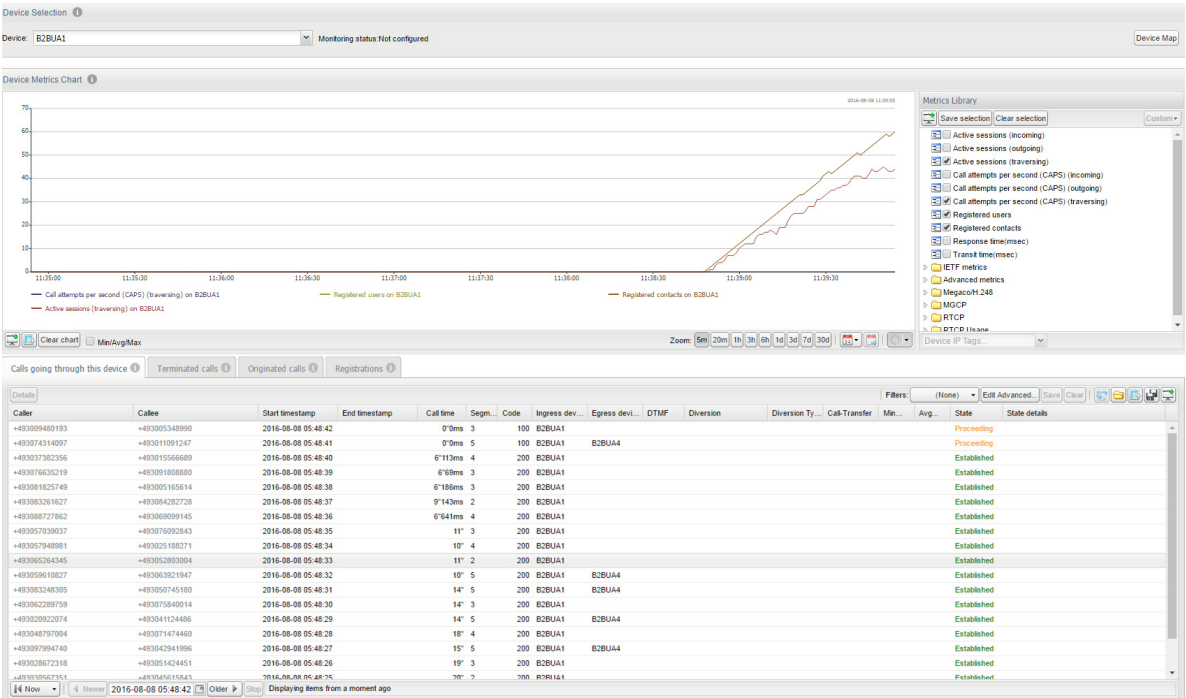 Device Selection
Device: B2BUA1 Monitoring status:Not configured Device Map
Device Metrics Chart
2016-08-08 11:39:55
70
60
50
40
30
20
10
0
11:35:00 11:35:30 11:36:00 11:36:30 11:37:00 11:37:30 11:38:00 11:38:30 11:39:00 11:39:30
Call attempts per second (CAPS) (traversing) on B2BUA1 Registered users on B2BUA1 Registered contacts on B2BUA1
Active sessions (traversing) on B2BUA1
Clear chart Min/Avg/Max Zoom: 5m 20m 1h 3h 6h 1d 3d 7d 30d
Metrics Library
Save selection Clear selection Custom
Active sessions (incoming)
Active sessions (outgoing)
Active sessions (traversing)
Call attempts per second (CAPS) (incoming)
Call attempts per second (CAPS) (outgoing)
Call attempts per second (CAPS) (traversing)
Registered users
Registered contacts
Response time(msec)
Transit time(msec)
IETF metrics
Advanced metrics
Megaco/H.248
MGCP
RTCP
RTCP Usage
Device IP Tags...
Calls going through this device Terminated calls Originated calls Registrations
Details Filters: (None) Edit Advanced... Save Clear
Caller Callee Start timestamp End timestamp Call time Segm... Code Ingress dev... Egress devi... DTMF Diversion Diversion Ty... Call-Transfer Min... Avg... State State details
+493009480193 +493005348990 2016-08-08 05:48:42 0"0ms 3 100 B2BUA1 Proceeding
+493074314097 +493011091247 2016-08-08 05:48:41 0"0ms 5 100 B2BUA1 B2BUA4 Proceeding
+493037382356 +493015566689 2016-08-08 05:48:40 6"113ms 4 200 B2BUA1 Established
+493076635219 +493091808880 2016-08-08 05:48:39 6"69ms 3 200 B2BUA1 Established
+493081825749 +493005165614 2016-08-08 05:48:38 6"186ms 3 200 B2BUA1 Established
+493083261627 +493084282728 2016-08-08 05:48:37 9"143ms 2 200 B2BUA1 Established
+493088727862 +493069099145 2016-08-08 05:48:36 6"641ms 4 200 B2BUA1 Established
+493057039037 +493076092843 2016-08-08 05:48:35 11" 3 200 B2BUA1 Established
+493057948981 +493025188271 2016-08-08 05:48:34 10" 4 200 B2BUA1 Established
+493065264345 +493052803004 2016-08-08 05:48:33 11" 2 200 B2BUA1 Established
+493059610827 +493063921947 2016-08-08 05:48:32 10" 5 200 B2BUA1 B2BUA4 Established
+493083248305 +493050745180 2016-08-08 05:48:31 14" 5 200 B2BUA1 B2BUA4 Established
+493062289759 +493075840014 2016-08-08 05:48:30 14" 3 200 B2BUA1 Established
+493020922074 +493041124486 2016-08-08 05:48:29 14" 5 200 B2BUA1 B2BUA4 Established
+493048797004 +493071474460 2016-08-08 05:48:28 18" 4 200 B2BUA1 Established
+493097994740 +493042941996 2016-08-08 05:48:27 15" 5 200 B2BUA1 B2BUA4 Established
+493028672318 +493051424451 2016-08-08 05:48:26 19" 3 200 B2BUA1 Established
+493030567351 +493045615843 2016-08-08 05:48:25 20" 2 200 B2BUA1 Established
Now Newer 2016-08-08 05:48:42 Older Stop Displaying items from a moment ago